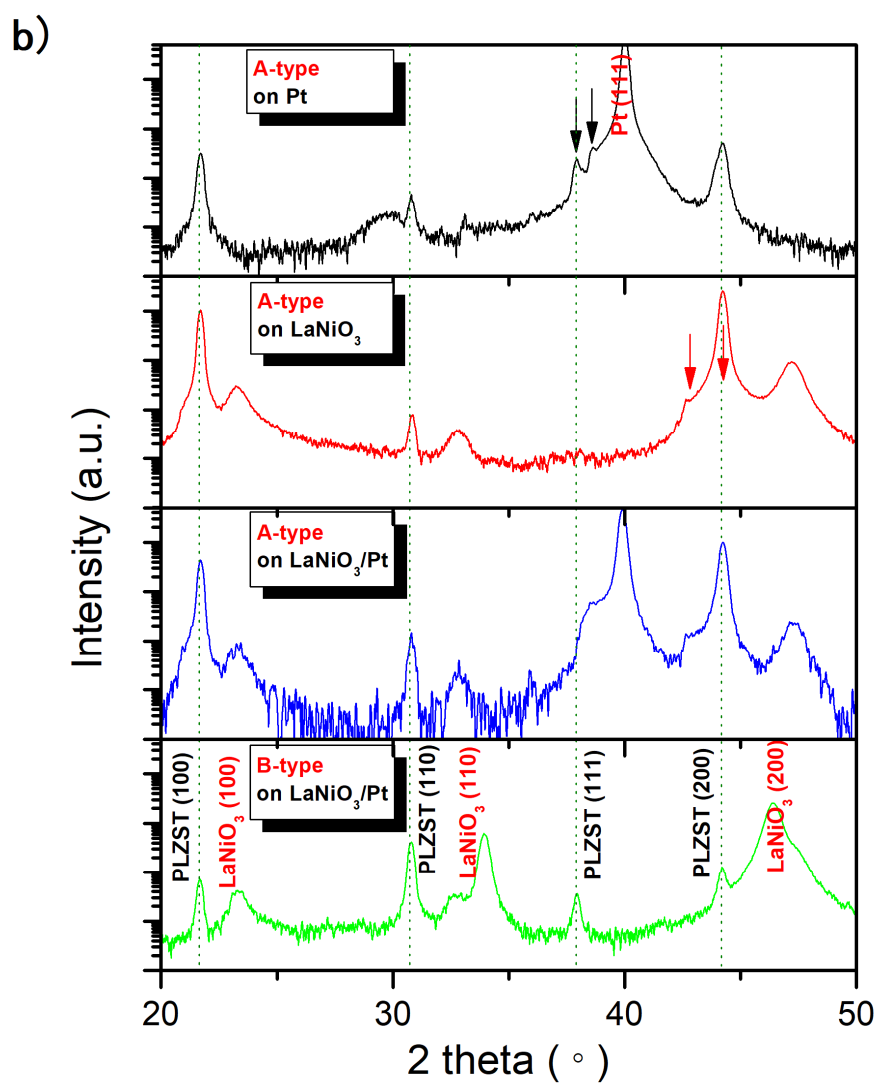 b)
A-type
on Pt
Pt (111)
A-type
on LaNiO3
A-type
on LaNiO3/Pt
B-type
on LaNiO3/Pt
PLZST (100)
LaNiO3 (100)
PLZST (110)
LaNiO3 (110)
PLZST (111)
PLZST (200)
LaNiO3 (200)
Intensity (a.u.)
20
30
40
50
2 theta ( ° )